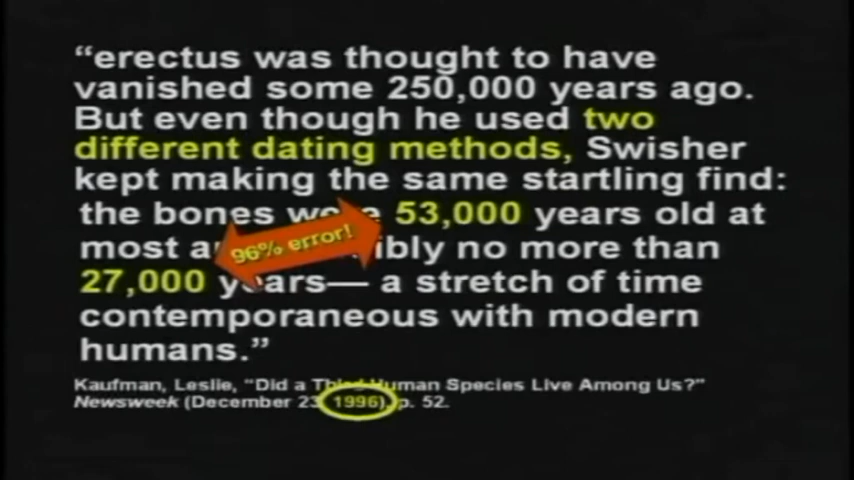 “erectus was thought to have
vanished some 250,000 years ago.
But even though he used two
different dating methods, Swisher
kept making the same startling find:
the bones 53,000 years old at
most no more than
96% error!
27,000 years— a stretch of time
contemporaneous with modern
humans.”
Kaufman, Leslie, “Did a Third Human Species Live Among Us?”
Newsweek (December 23, 1996), p. 52.